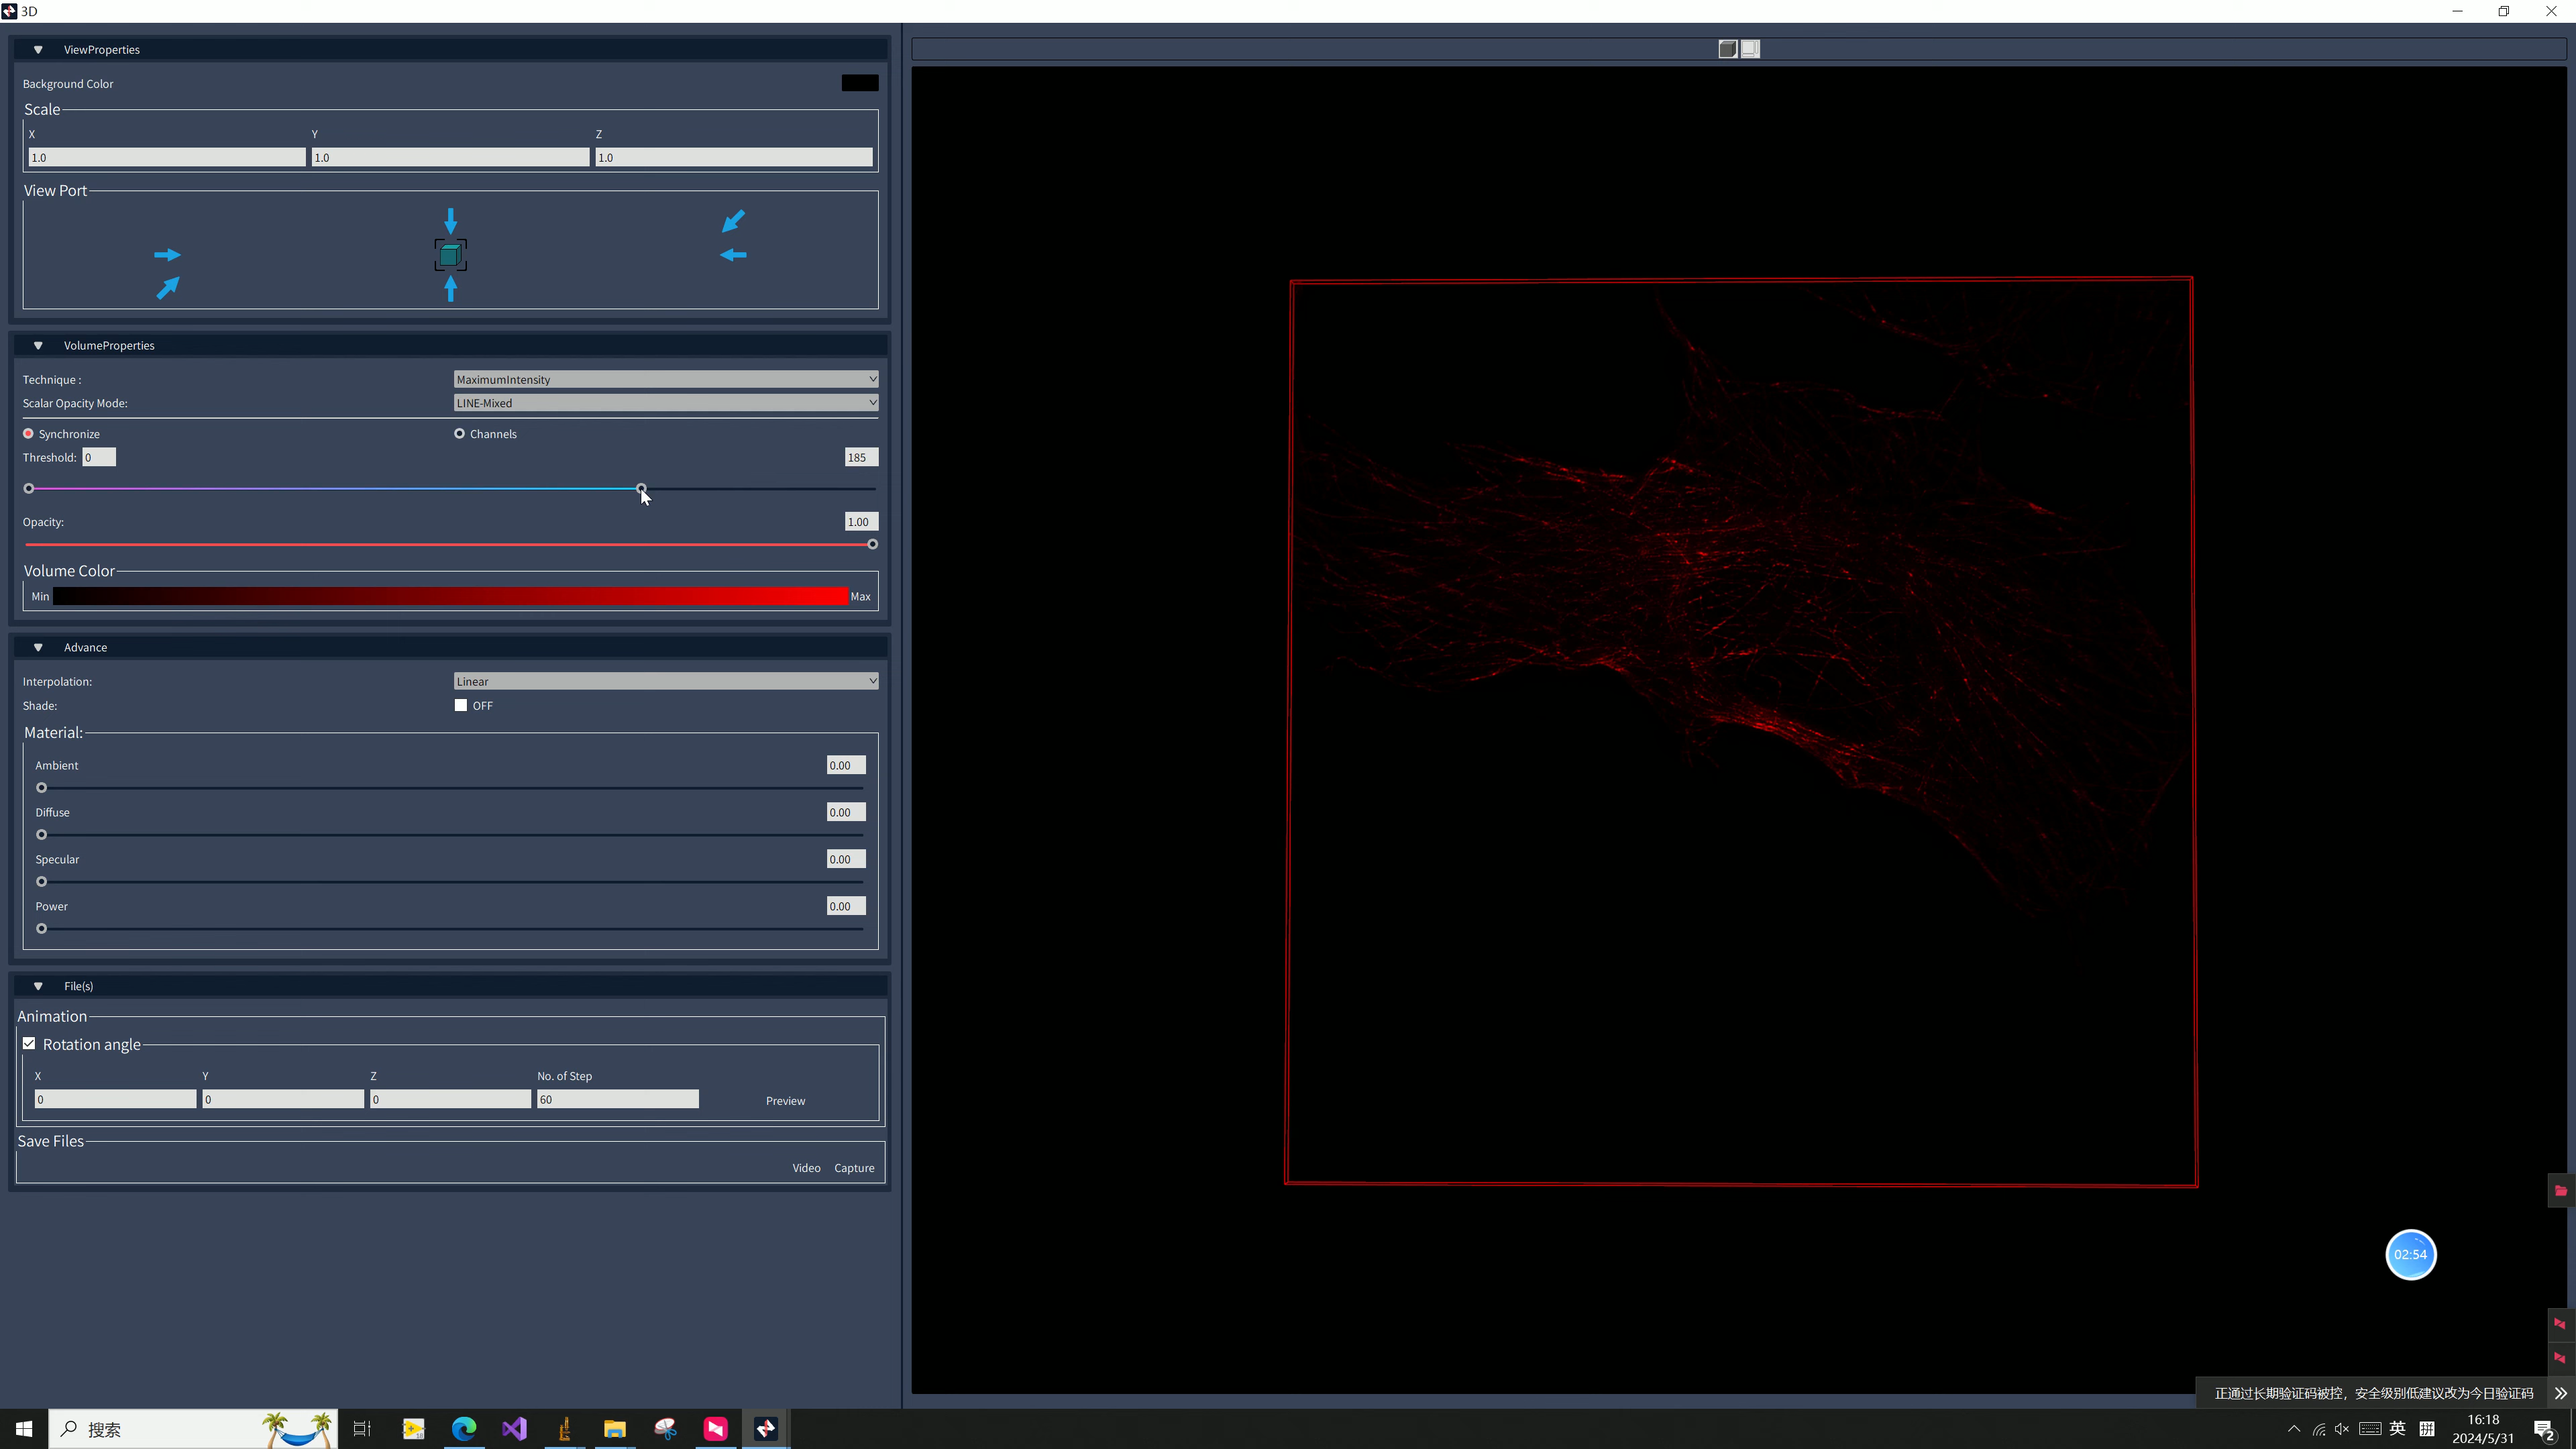 3D
ViewProperties
Background Color
Scale
X Y Z
1.0 1.0 1.0
View Port
VolumeProperties
Technique : MaximumIntensity
Scalar Opacity Mode: LINE-Mixed
Synchronize Channels
Threshold: 0 185
Opacity: 1.00
Volume Color
Min Max
Advance
Interpolation: Linear
Shade: OFF
Material:
Ambient 0.00
Diffuse 0.00
Specular 0.00
Power 0.00
File(s)
Animation
Rotation angle
X Y Z No. of Step
0 0 0 60 Preview
Save Files
Video Capture
02:54
正通过长期验证码被控，安全级别低建议改为今日验证码
搜索
英 拼 16:18
2024/5/31 2